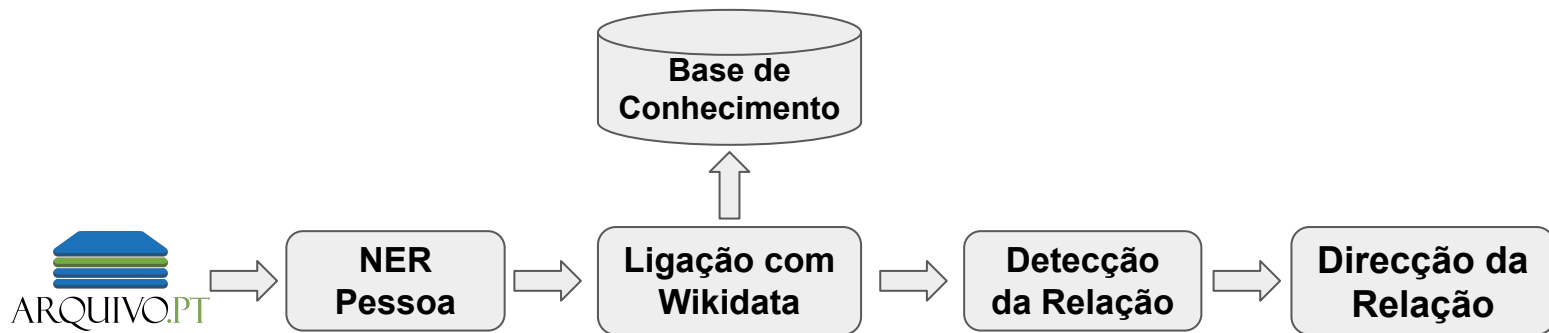 Base de
Conhecimento
ARQUIVO.PT
NER
Pessoa
Ligação com
Wikidata
Detecção
da Relação
Direcção da
Relação